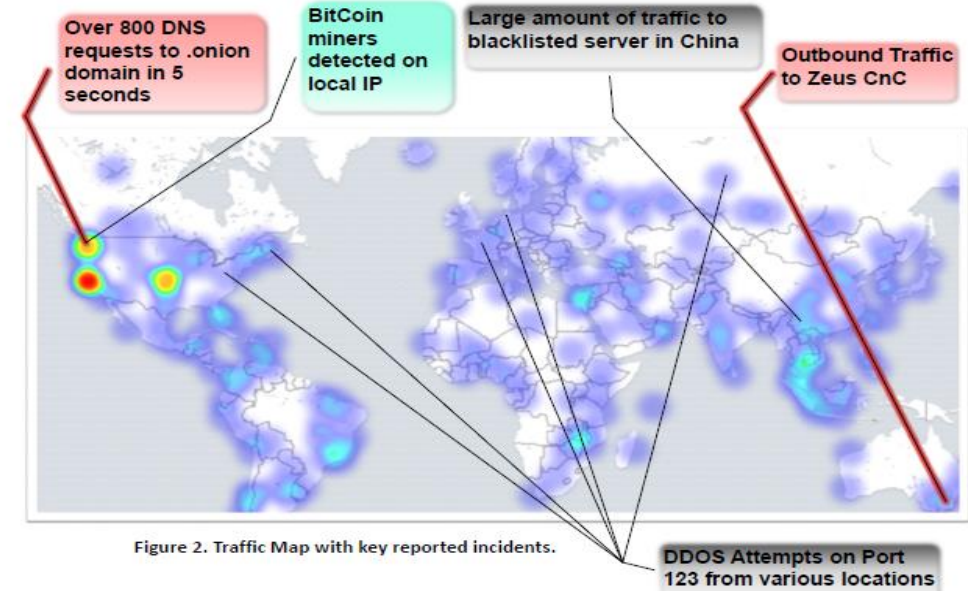 Over 800 DNS
requests to .onion
domain in 5
seconds
BitCoin
miners
detected on
local IP
Large amount of traffic to
blacklisted server in China
Outbound Traffic
to Zeus CnC
Figure 2. Traffic Map with key reported incidents.
DDOS Attempts on Port
123 from various locations